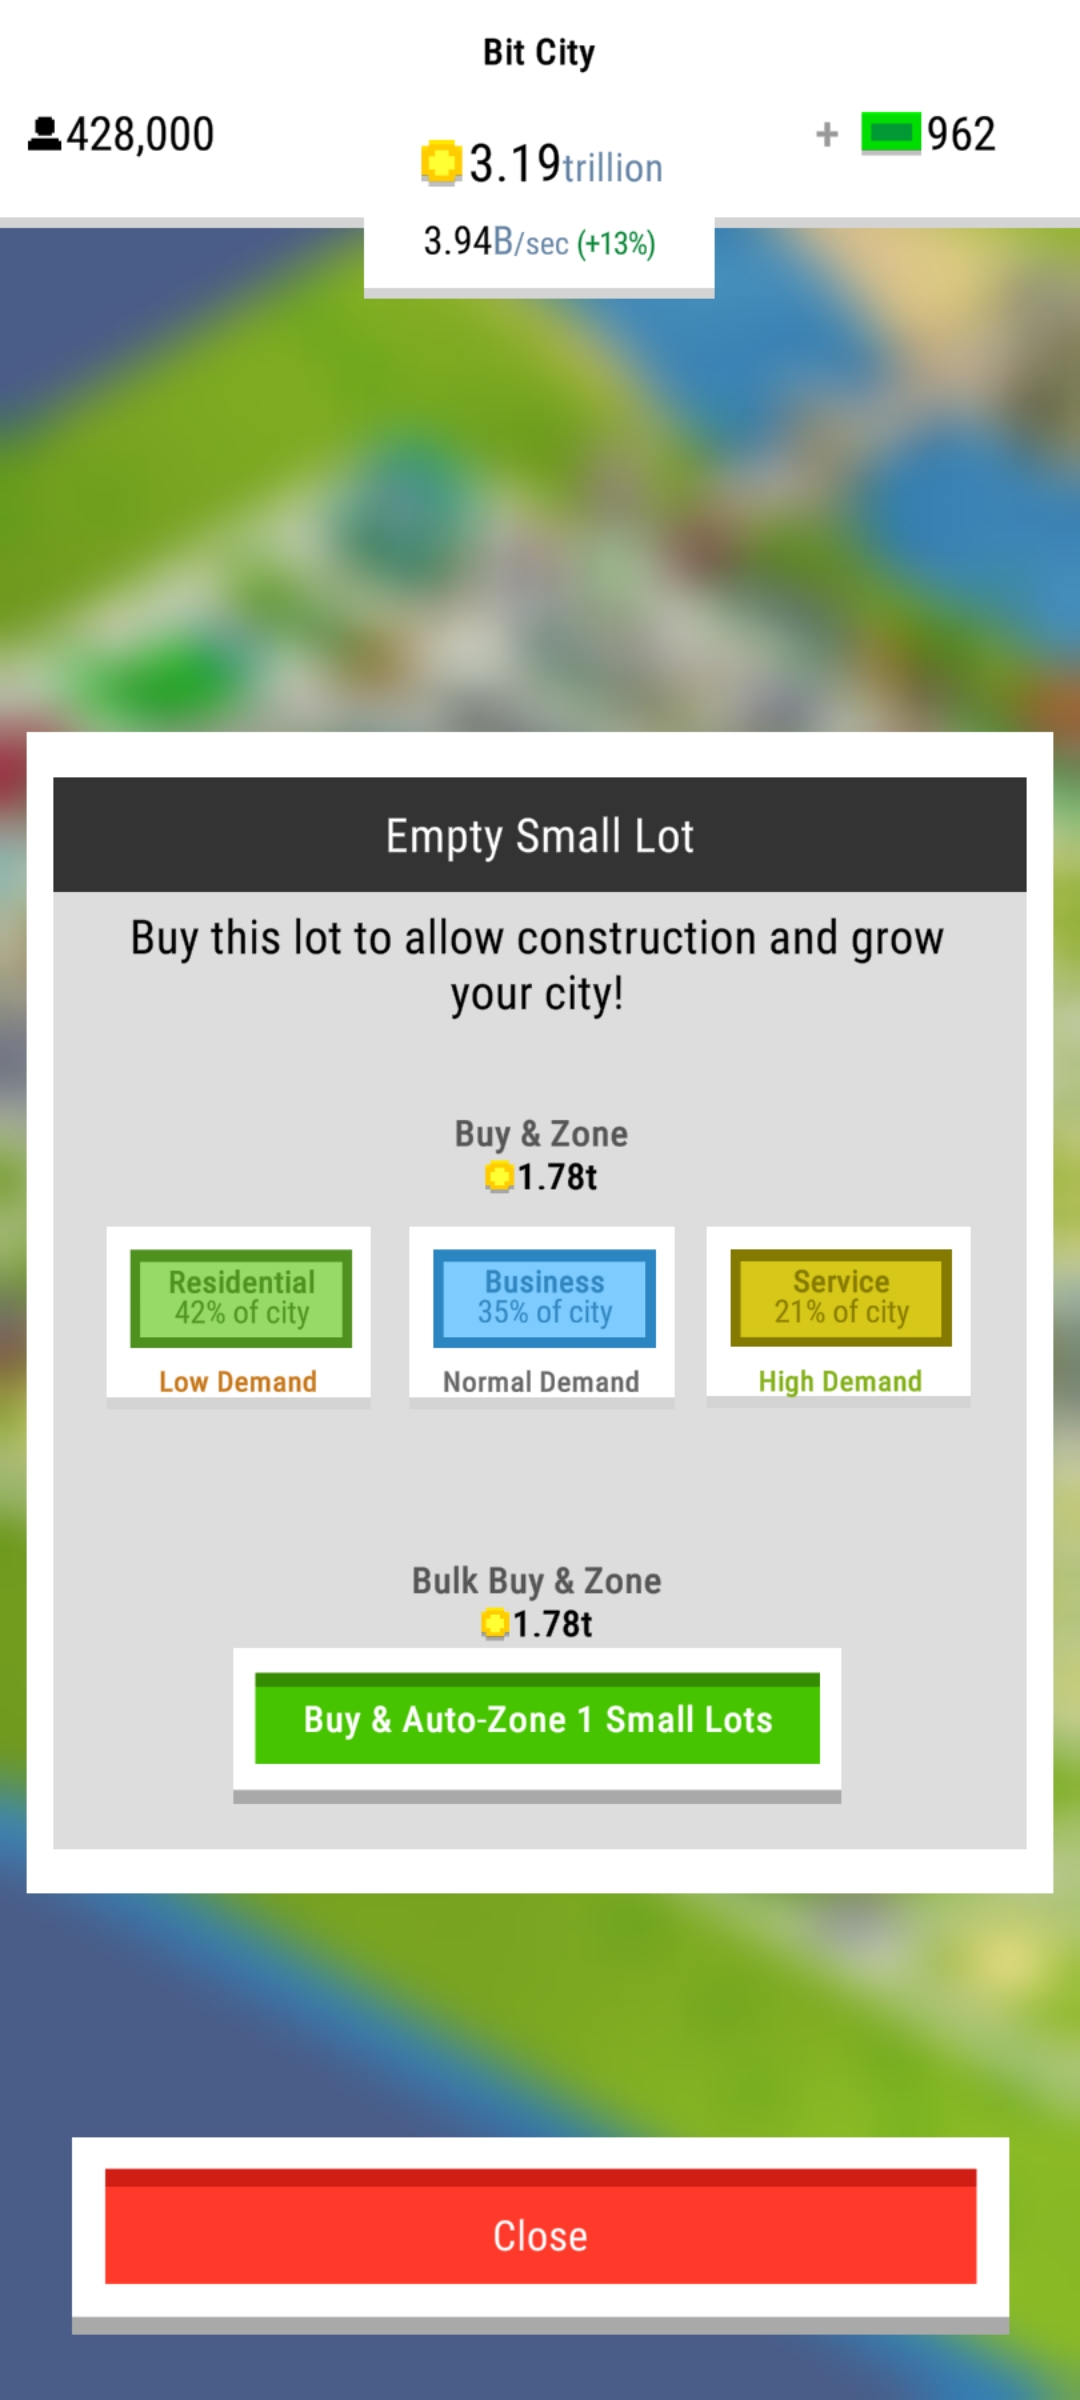 Bit City
428,000
3.19trillion
+ 962
3.94B/sec (+13%)
Empty Small Lot
Buy this lot to allow construction and grow
your city!
Buy & Zone
1.78t
Residential
42% of city
Low Demand
Business
35% of city
Normal Demand
Service
21% of city
High Demand
Bulk Buy & Zone
1.78t
Buy & Auto-Zone 1 Small Lots
Close